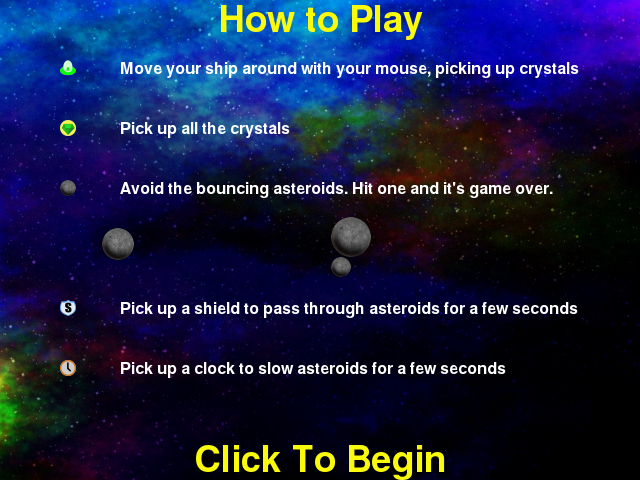 How to Play
Move your ship around with your mouse, picking up crystals
Pick up all the crystals
Avoid the bouncing asteroids. Hit one and it's game over.
$ Pick up a shield to pass through asteroids for a few seconds
Pick up a clock to slow asteroids for a few seconds
Click To Begin